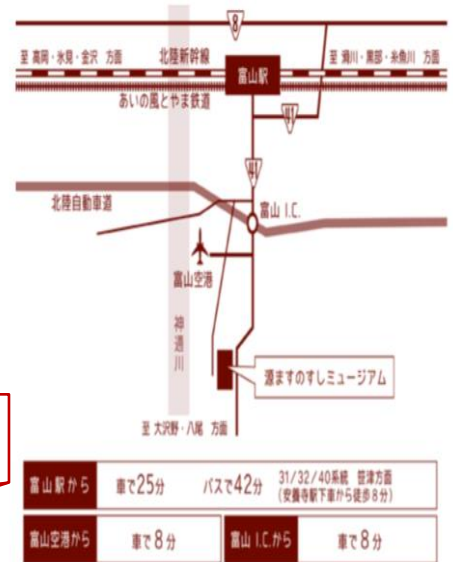 8
至 高岡・氷見・金沢 方面
北陸新幹線
富山駅
至 滑川・黒部・糸魚川 方面
あいの風とやま鉄道
41
41
北陸自動車道
富山 I.C.
富山空港
神通川
源ますのすしミュージアム
至 大沢野・八尾 方面
富山駅から 車で25分 バスで42分 31/32/40系統 笹津方面
(安養寺駅下車から徒歩8分)
富山空港から 車で8分 富山 I.C.から 車で8分